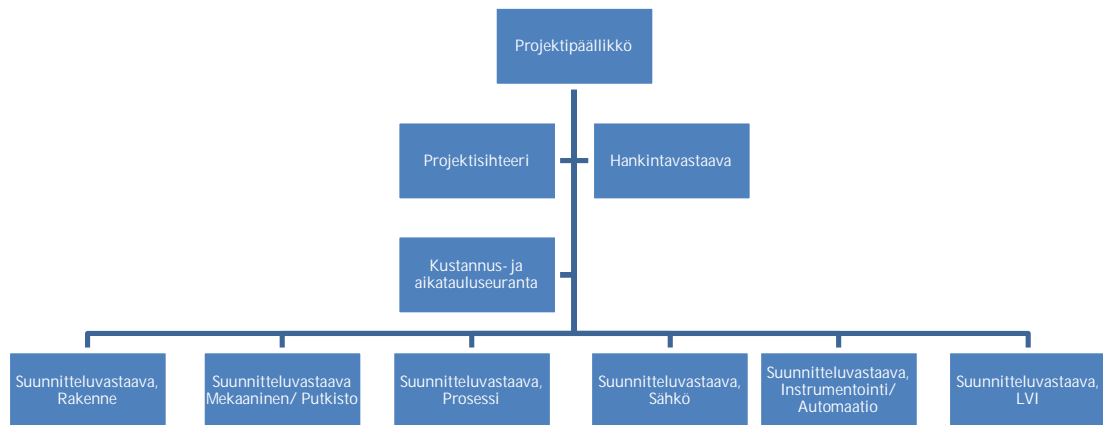 Projektipäällikkö
Projektisihteeri
Hankintavastaava
Kustannus- ja
aikatauluseuranta
Suunnitteluvastaava,
Rakenne
Suunnitteluvastaava
Mekaaninen/ Putkisto
Suunnitteluvastaava,
Prosessi
Suunnitteluvastaava,
Sähkö
Suunnitteluvastaava,
Instrumentointi/
Automaatio
Suunnitteluvastaava,
LVI